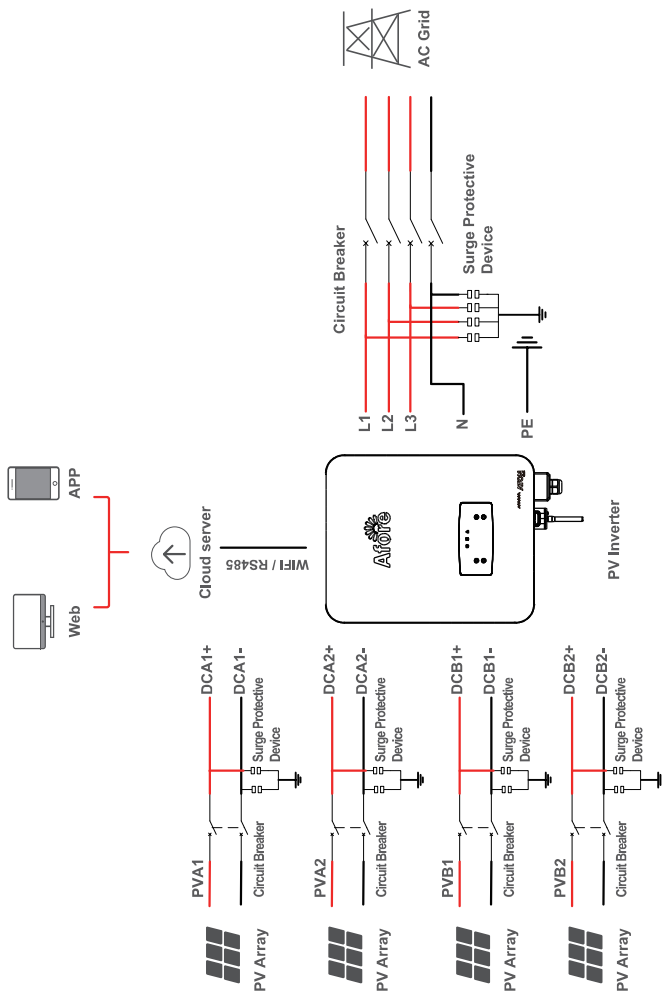 Web
APP
Cloud server
WIFI / RS485
PV Array
PVA1
Circuit Breaker
Surge Protective
Device
DCA1+
DCA1-
PV Array
PVA2
Circuit Breaker
Surge Protective
Device
DCA2+
DCA2-
PV Array
PVB1
Circuit Breaker
Surge Protective
Device
DCB1+
DCB1-
PV Array
PVB2
Circuit Breaker
Surge Protective
Device
DCB2+
DCB2-
Afore
PV Inverter
L1
L2
L3
N
PE
Circuit Breaker
Surge Protective
Device
AC Grid